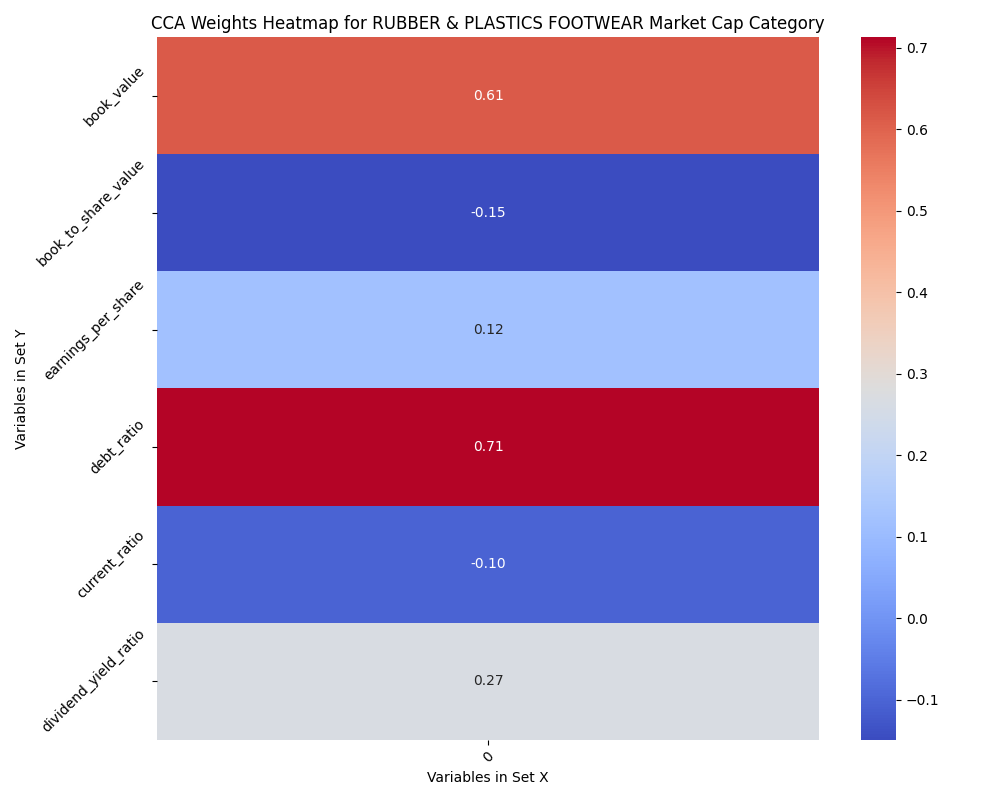 CCA Weights Heatmap for RUBBER & PLASTICS FOOTWEAR Market Cap Category
Variables in Set Y
book_value
0.61
book_to_share_value
-0.15
earnings_per_share
0.12
debt_ratio
0.71
current_ratio
-0.10
dividend_yield_ratio
0.27
0
Variables in Set X
0.7
0.6
0.5
0.4
0.3
0.2
0.1
0.0
−0.1